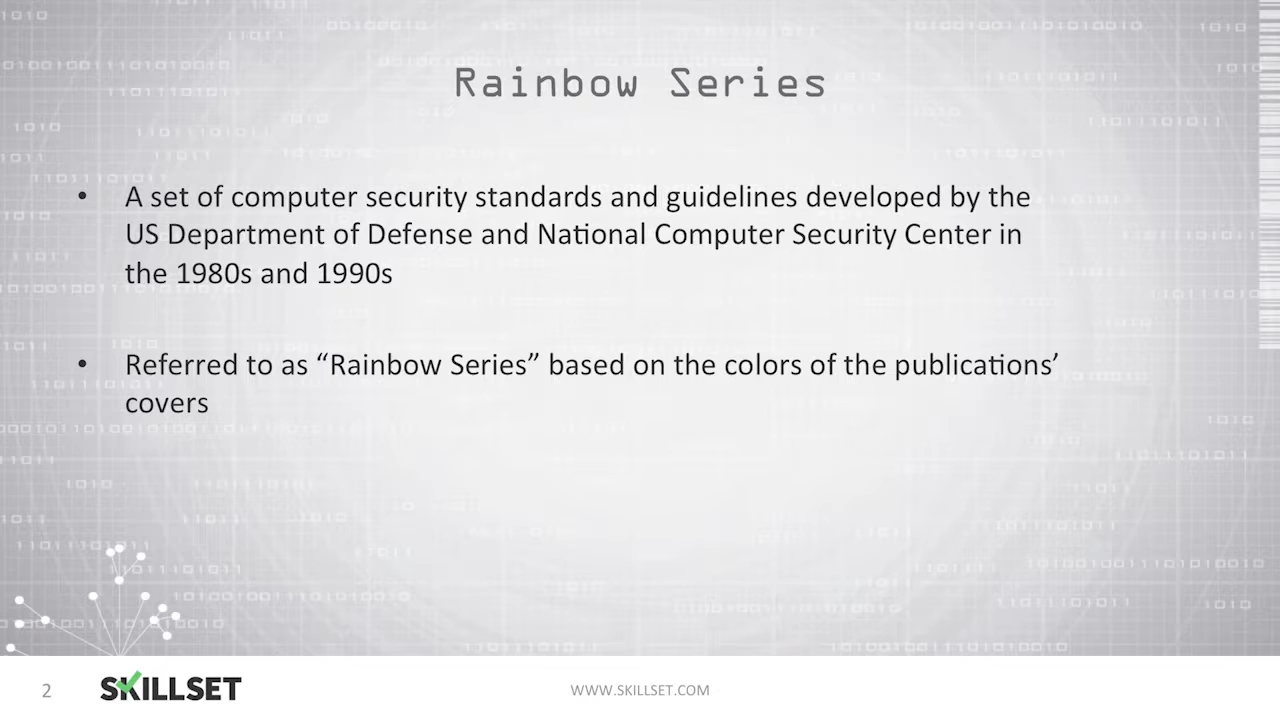 Rainbow Series
• A set of computer security standards and guidelines developed by the
US Department of Defense and National Computer Security Center in
the 1980s and 1990s
• Referred to as “Rainbow Series” based on the colors of the publications’
covers
2
SKILLSET
WWW.SKILLSET.COM